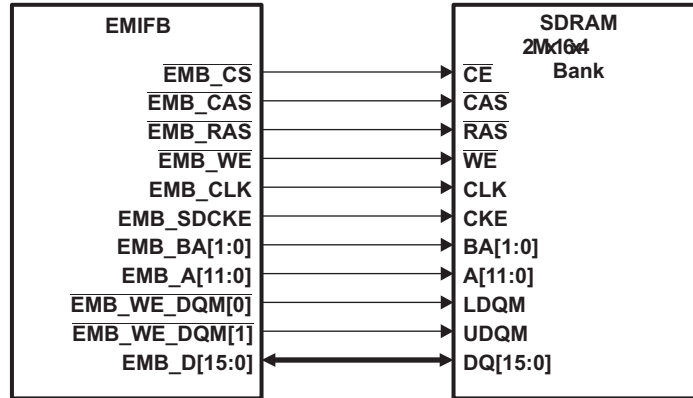 EMIFB
EMB_CS
EMB_CAS
EMB_RAS
EMB_WE
EMB_CLK
EMB_SDCKE
EMB_BA[1:0]
EMB_A[11:0]
EMB_WE_DQM[0]
EMB_WE_DQM[1]
EMB_D[15:0]
SDRAM
2Mx16x4
Bank
CE
CAS
RAS
WE
CLK
CKE
BA[1:0]
A[11:0]
LDQM
UDQM
DQ[15:0]